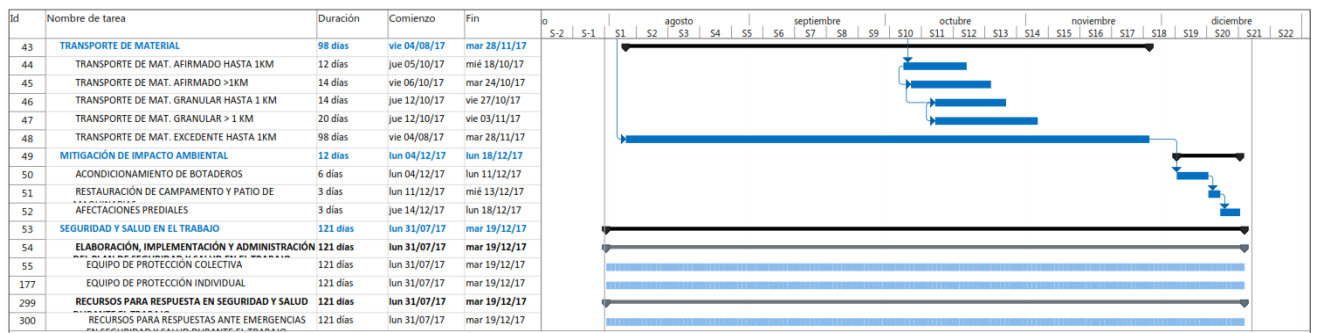 Id Nombre de tarea Duración Comienzo Fin o agosto septiembre octubre noviembre diciembre
S-2 S-1 S1 S2 S3 S4 S5 S6 S7 S8 S9 S10 S11 S12 S13 S14 S15 S16 S17 S18 S19 S20 S21 S22
43 TRANSPORTE DE MATERIAL 98 días vie 04/08/17 mar 28/11/17
44 TRANSPORTE DE MAT. AFIRMADO HASTA 1KM 12 días jue 05/10/17 mié 18/10/17
45 TRANSPORTE DE MAT. AFIRMADO >1KM 14 días vie 06/10/17 mar 24/10/17
46 TRANSPORTE DE MAT. GRANULAR HASTA 1 KM 14 días jue 12/10/17 vie 27/10/17
47 TRANSPORTE DE MAT. GRANULAR > 1 KM 20 días jue 12/10/17 vie 03/11/17
48 TRANSPORTE DE MAT. EXCEDENTE HASTA 1KM 98 días vie 04/08/17 mar 28/11/17
49 MITIGACIÓN DE IMPACTO AMBIENTAL 12 días lun 04/12/17 lun 18/12/17
50 ACONDICIONAMIENTO DE BOTADEROS 6 días lun 04/12/17 lun 11/12/17
51 RESTAURACIÓN DE CAMPAMENTO Y PATIO DE 3 días lun 11/12/17 mié 13/12/17
52 AFECTACIONES PREDIALES 3 días jue 14/12/17 lun 18/12/17
53 SEGURIDAD Y SALUD EN EL TRABAJO 121 días lun 31/07/17 mar 19/12/17
54 ELABORACIÓN, IMPLEMENTACIÓN Y ADMINISTRACIÓN 121 días lun 31/07/17 mar 19/12/17
55 EQUIPO DE PROTECCIÓN COLECTIVA 121 días lun 31/07/17 mar 19/12/17
177 EQUIPO DE PROTECCIÓN INDIVIDUAL 121 días lun 31/07/17 mar 19/12/17
299 RECURSOS PARA RESPUESTA EN SEGURIDAD Y SALUD 121 días lun 31/07/17 mar 19/12/17
300 RECURSOS PARA RESPUESTAS ANTE EMERGENCIAS 121 días lun 31/07/17 mar 19/12/17